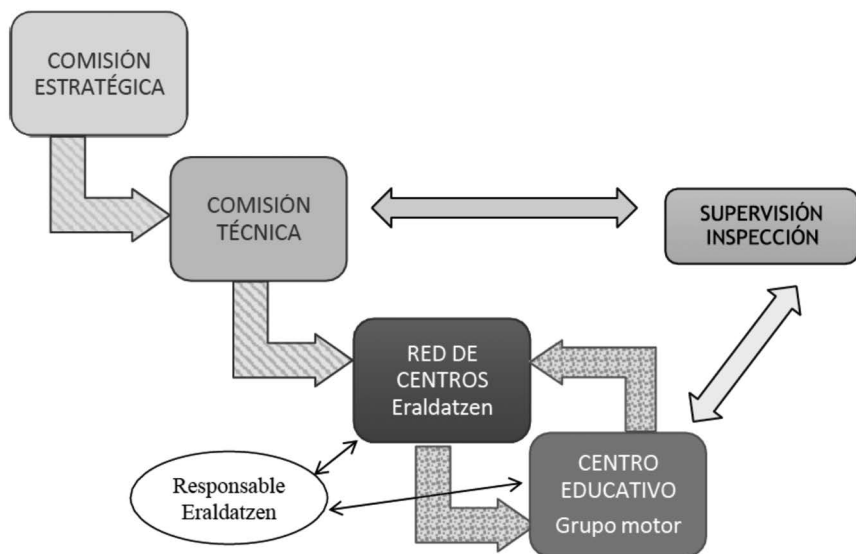 COMISIÓN
ESTRATÉGICA
COMISIÓN
TÉCNICA
SUPERVISIÓN
INSPECCIÓN
RED DE
CENTROS
Eraldatzen
Responsable
Eraldatzen
CENTRO
EDUCATIVO
Grupo motor